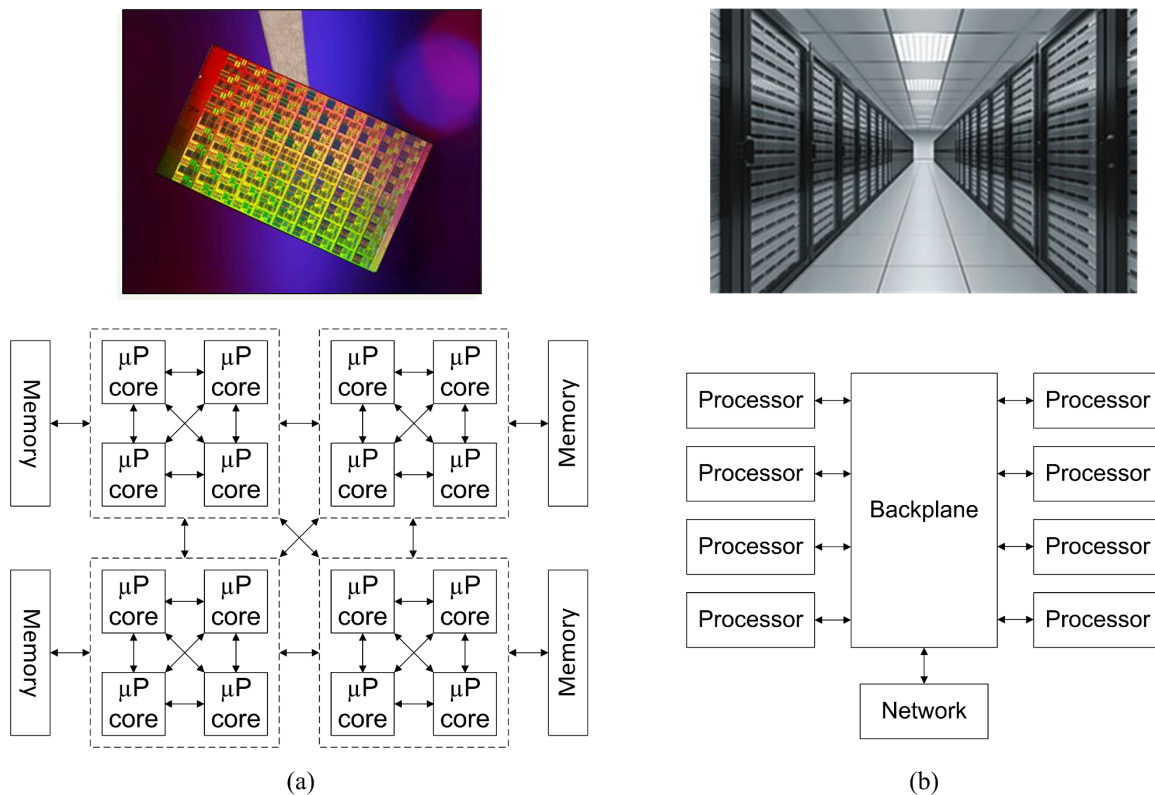 Memory
μP
core
μP
core
μP
core
μP
core
μP
core
μP
core
μP
core
μP
core
Memory
Memory
μP
core
μP
core
μP
core
μP
core
μP
core
μP
core
μP
core
μP
core
Memory
(a)
Processor
Processor
Processor
Processor
Backplane
Processor
Processor
Processor
Processor
Network
(b)